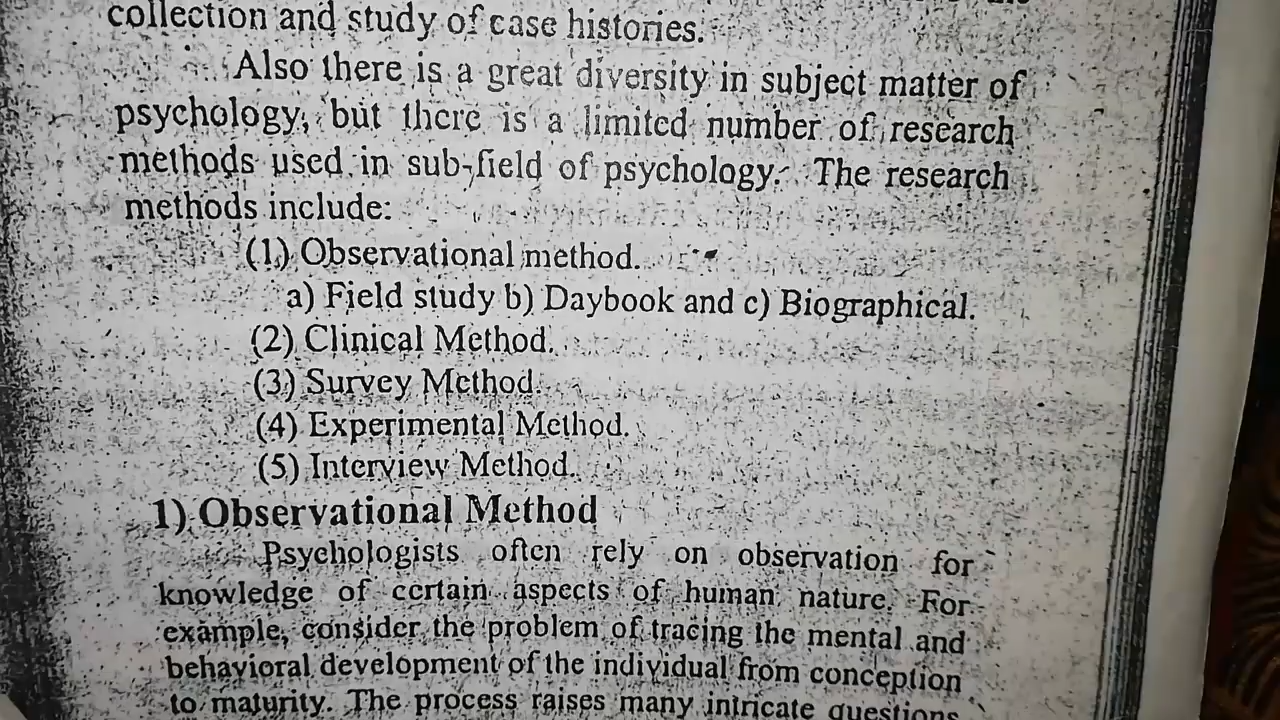 collection and study of case histories.
Also there is a great diversity in subject matter of
psychology, but there is a limited number of research
methods used in sub-field of psychology. The research
methods include:
(1) Observational method.
a) Field study b) Daybook and c) Biographical.
(2) Clinical Method.
(3) Survey Method.
(4) Experimental Method.
(5) Interview Method.
1) Observational Method
Psychologists often rely on observation for
knowledge of certain aspects of human nature. For
example, consider the problem of tracing the mental and
behavioral development of the individual from conception
to maturity. The process raises many intricate questions